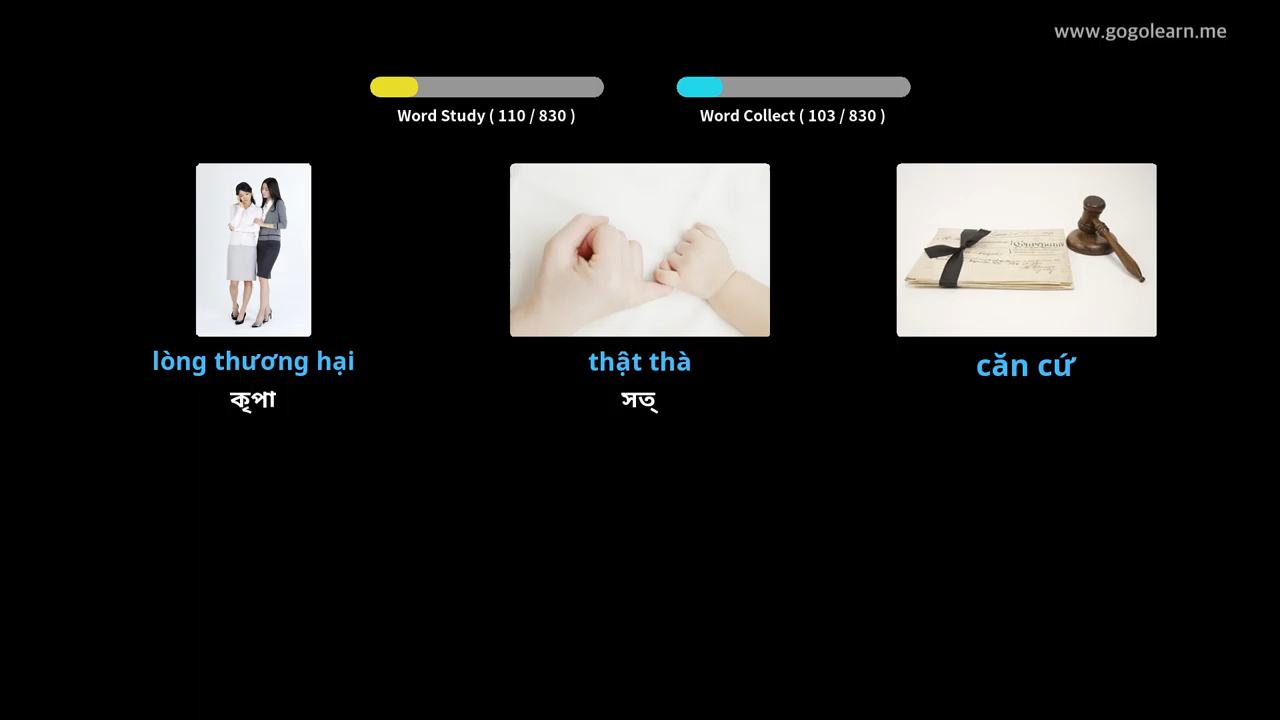 www.gogolearn.me
Word Study ( 110 / 830 )
Word Collect ( 103 / 830 )
lòng thương hại
কৃপা
thật thà
সত্
căn cứ